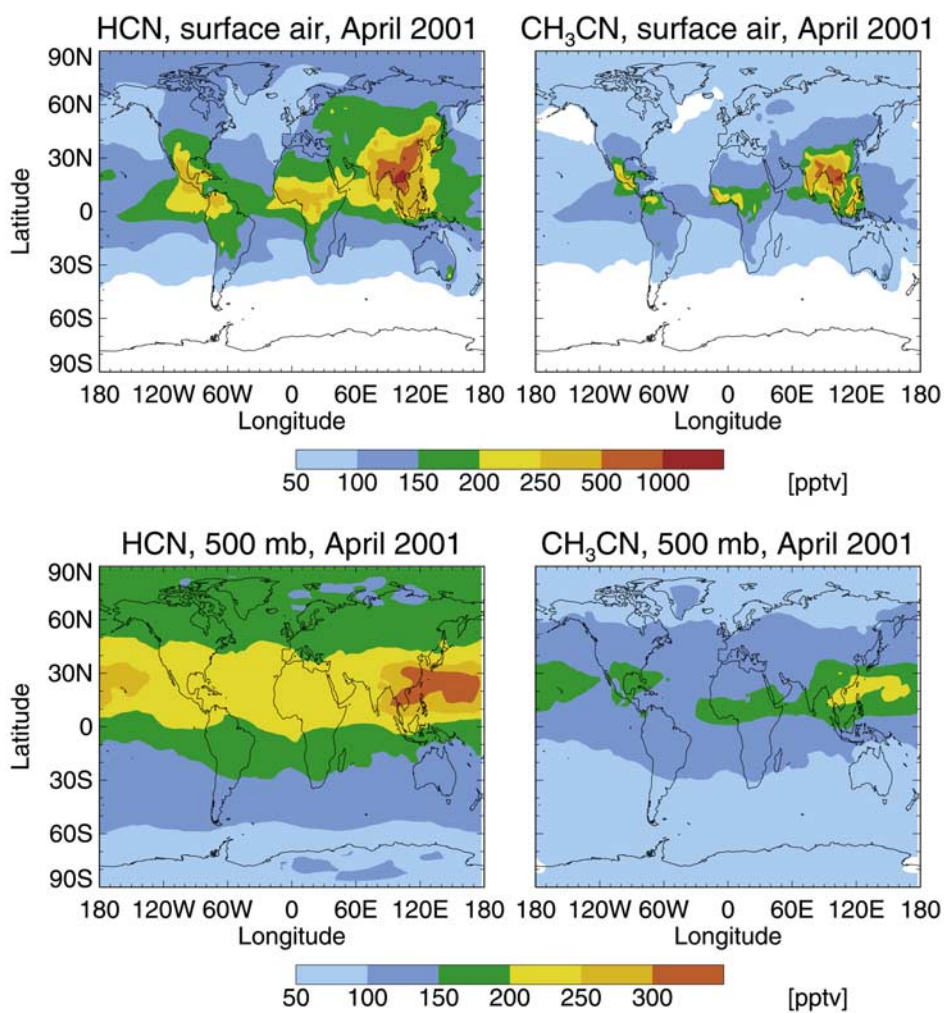 HCN, surface air, April 2001
CH₃CN, surface air, April 2001
90N
60N
30N
0
30S
60S
90S
Latitude
180 120W 60W 0 60E 120E 180
180 120W 60W 0 60E 120E 180
Longitude
Longitude
50 100 150 200 250 500 1000 [pptv]
HCN, 500 mb, April 2001
CH₃CN, 500 mb, April 2001
90N
60N
30N
0
30S
60S
90S
Latitude
180 120W 60W 0 60E 120E 180
180 120W 60W 0 60E 120E 180
Longitude
Longitude
50 100 150 200 250 300 [pptv]